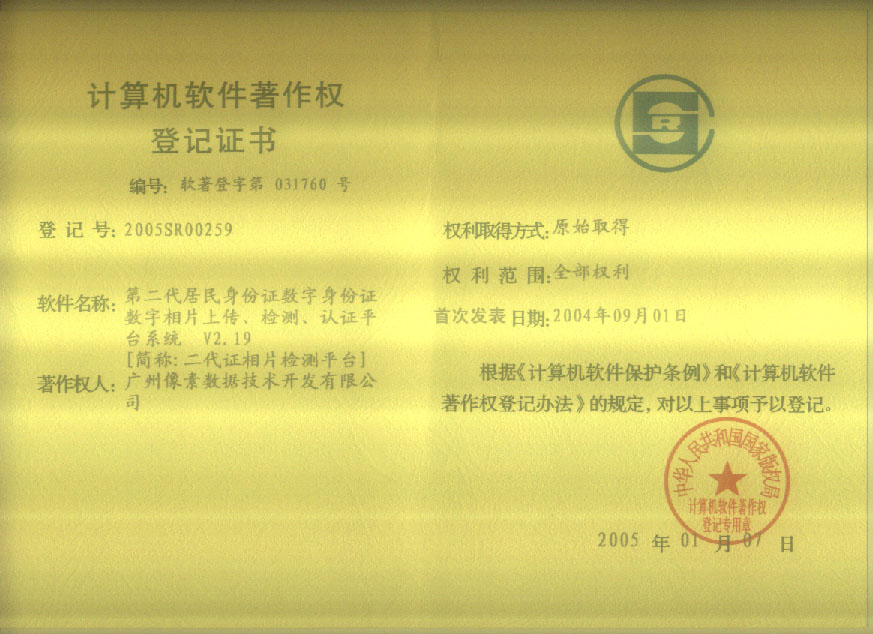 计算机软件著作权
登记证书
编号: 软著登字第 031760 号
登 记 号: 2005SR00259
软件名称: 第二代居民身份证数字身份证
数字相片上传、检测、认证平
台系统 V2.19
[简称:二代证相片检测平台]
著作权人: 广州像素数据技术开发有限公
司
R
权利取得方式: 原始取得
权 利 范 围: 全部权利
首次发表日期: 2004年09月01日
根据《计算机软件保护条例》和《计算机软件
著作权登记办法》的规定, 对以上事项予以登记。
中华人民共和国国家版权局
计算机软件著作权
登记专用章
2005 年 01 月 07 日